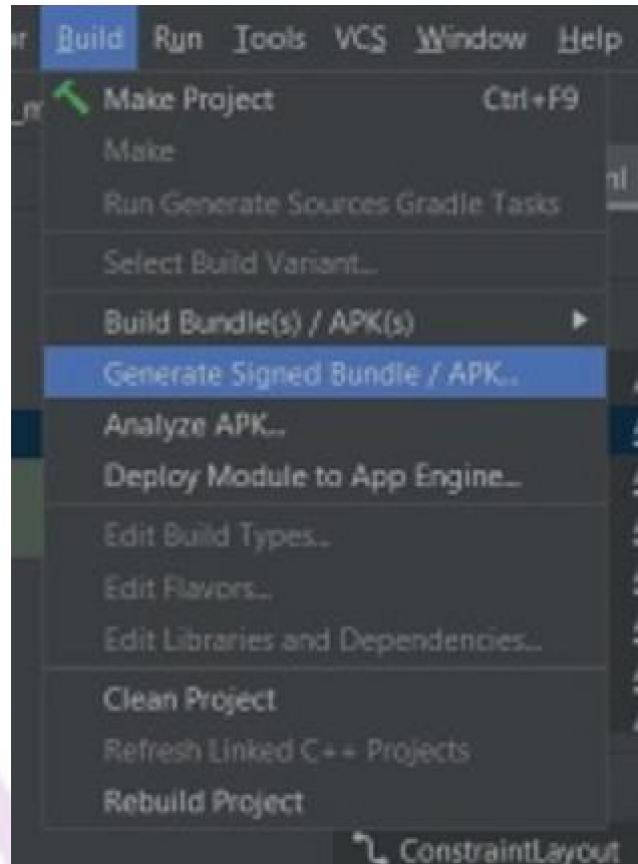 Build Run Tools VCS Window Help
Make Project Ctrl+F9
Make
Run Generate Sources Gradle Tasks
Select Build Variant...
Build Bundle(s) / APK(s)
Generate Signed Bundle / APK...
Analyze APK...
Deploy Module to App Engine...
Edit Build Types...
Edit Flavors...
Edit Libraries and Dependencies...
Clean Project
Refresh Linked C++ Projects
Rebuild Project
ConstraintLayout